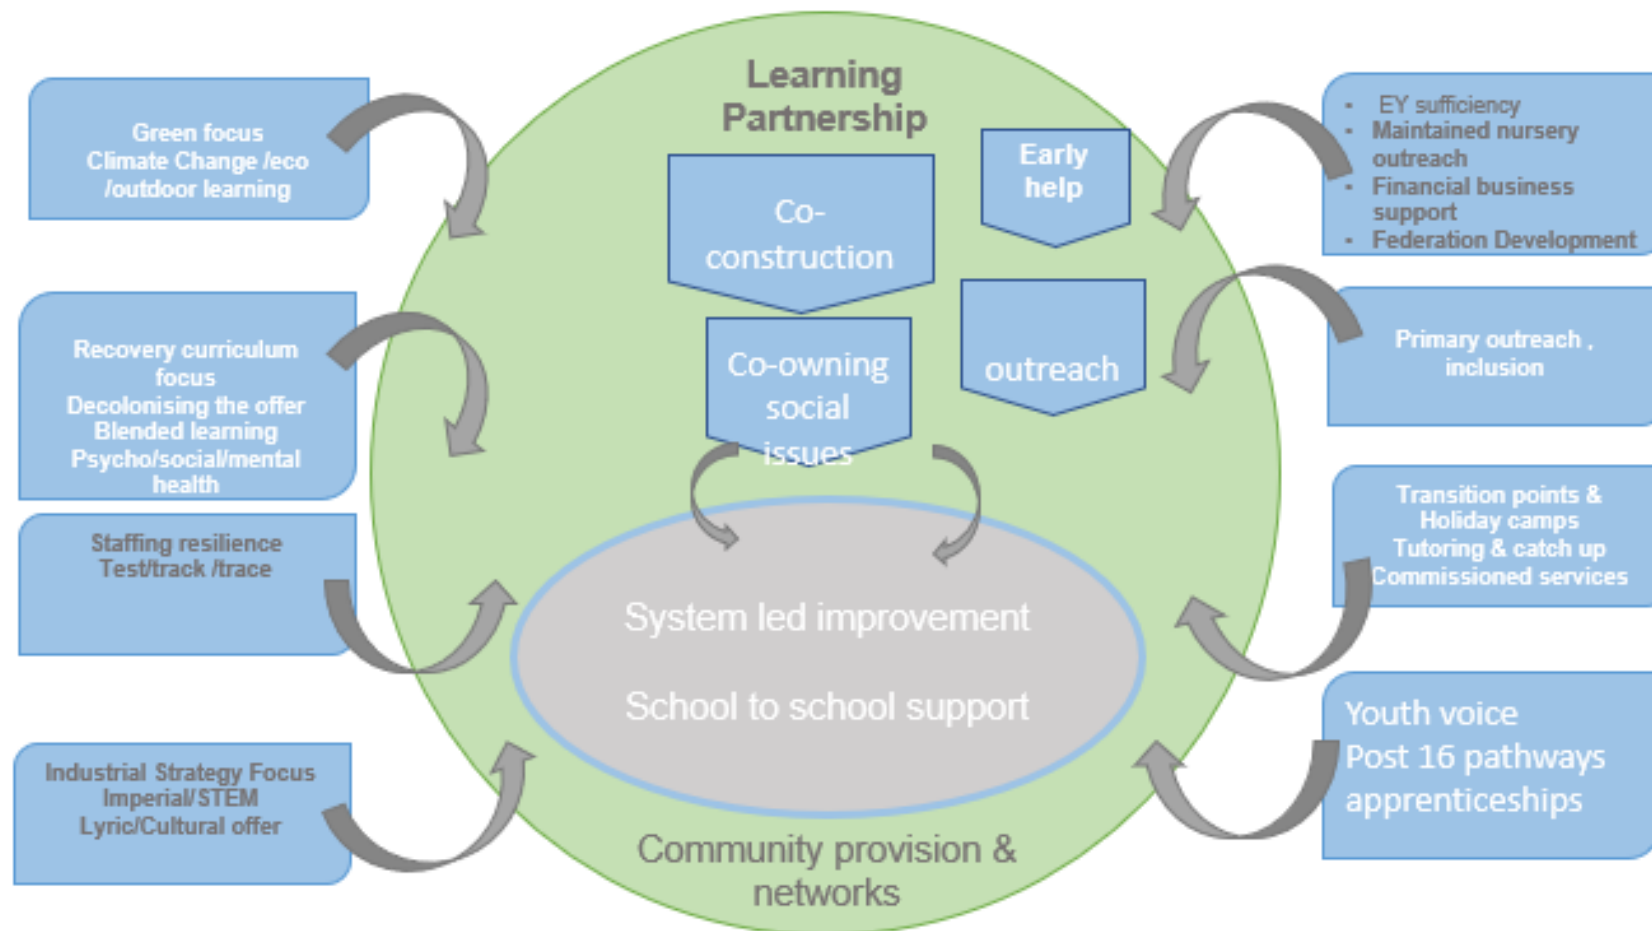 Learning
Partnership
Green focus
Climate Change /eco
/outdoor learning
Recovery curriculum
focus
Decolonising the offer
Blended learning
Psycho/social/mental
health
Staffing resilience
Test/track /trace
Industrial Strategy Focus
Imperial/STEM
Lyric/Cultural offer
Co-
construction
Co-owning
social
issues
Early
help
outreach
System led improvement
School to school support
Community provision &
networks
▪ EY sufficiency
▪ Maintained nursery
outreach
▪ Financial business
support
▪ Federation Development
Primary outreach ,
inclusion
Transition points &
Holiday camps
Tutoring & catch up
Commissioned services
Youth voice
Post 16 pathways
apprenticeships